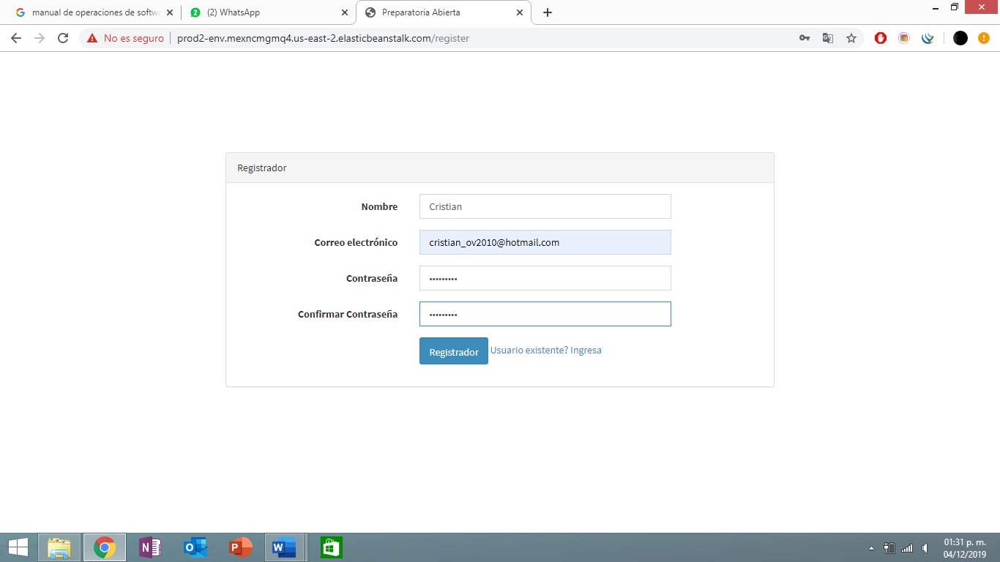 manual de operaciones de softw
(2) WhatsApp
Preparatoria Abierta
No es seguro
prod2-env.mexncmgmq4.us-east-2.elasticbeanstalk.com/register
Registrador
Nombre
Cristian
Correo electrónico
cristian_ov2010@hotmail.com
Contraseña
•••••••••
Confirmar Contraseña
•••••••••
Registrador Usuario existente? Ingresa
01:31 p. m.
04/12/2019